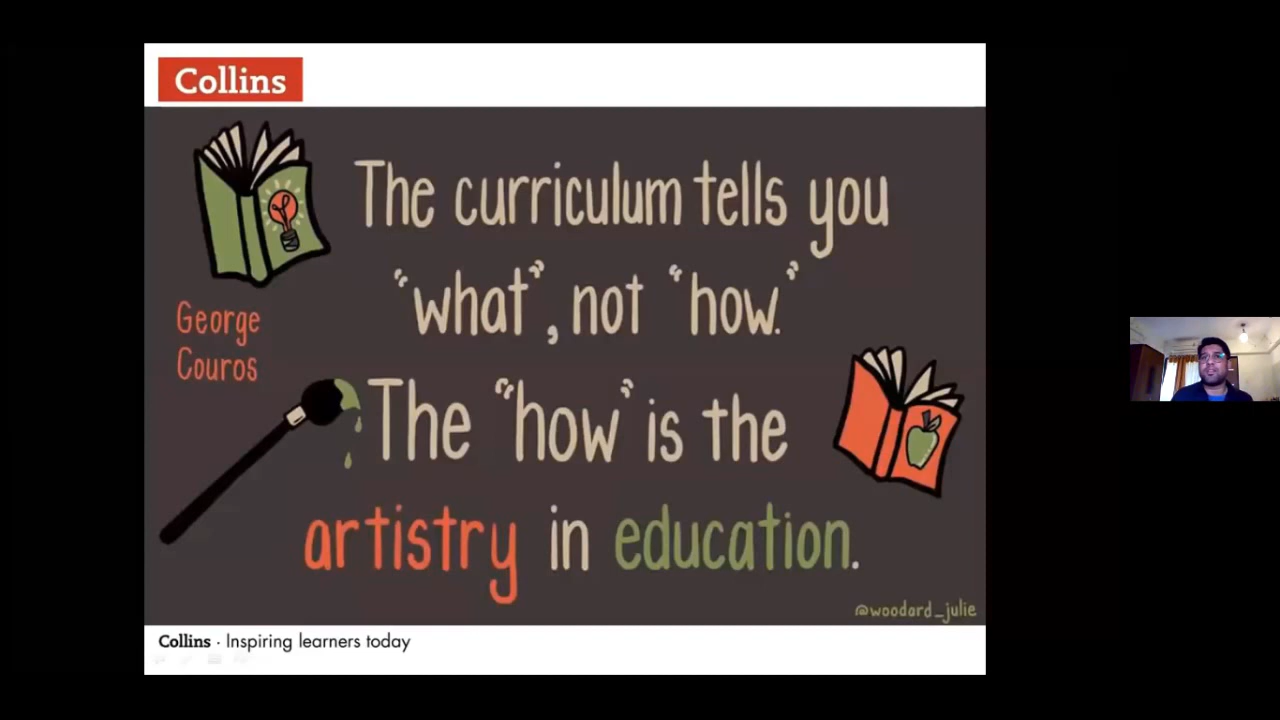 Collins
The curriculum tells you
"what", not "how."
George
Couros
The "how" is the
artistry in education.
@woodard_julie
Collins · Inspiring learners today